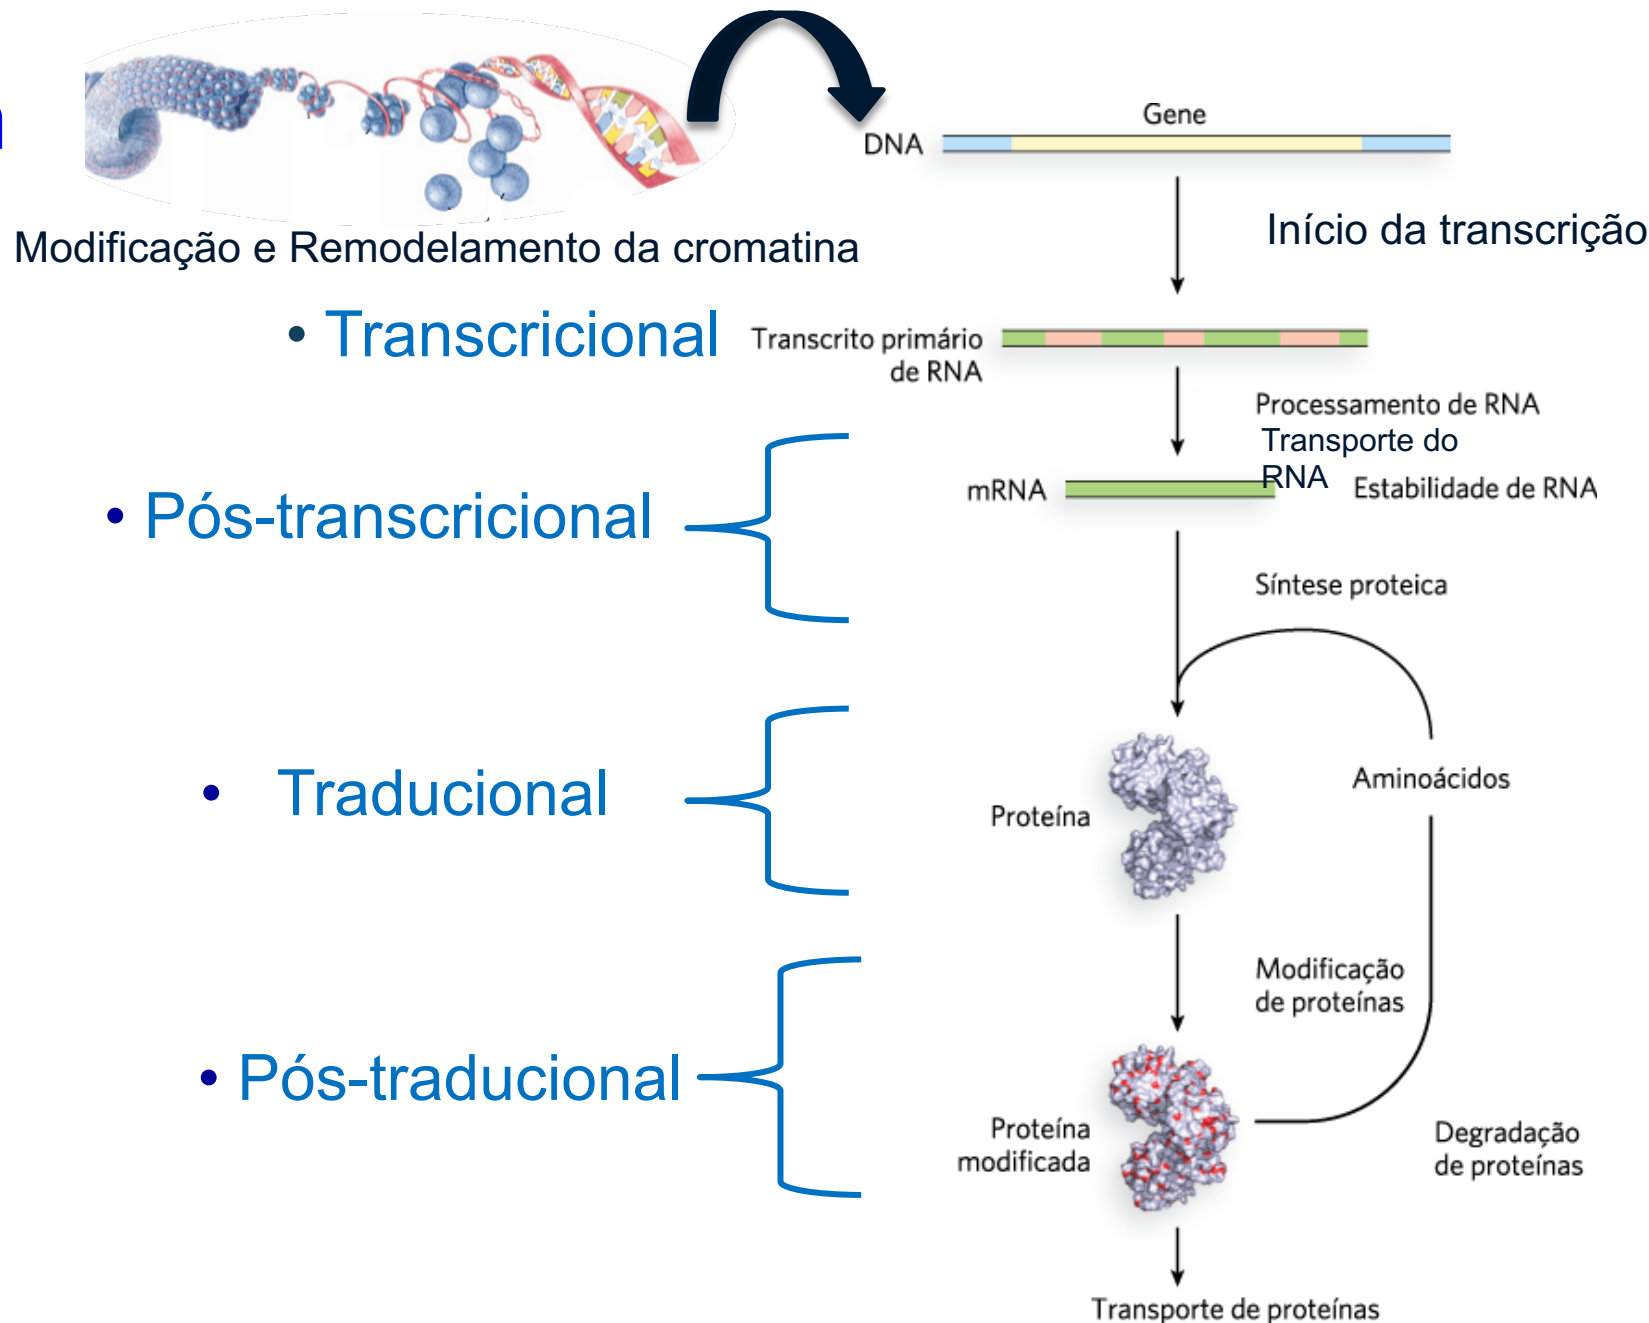 Gene
DNA
Modificação e Remodelamento da cromatina
Início da transcrição
• Transcricional
Transcrito primário
de RNA
Processamento de RNA
Transporte do
RNA
mRNA
Estabilidade de RNA
• Pós-transcricional
Síntese proteica
• Traducional
Aminoácidos
Proteína
Modificação
de proteínas
• Pós-traducional
Proteína
modificada
Degradação
de proteínas
Transporte de proteínas